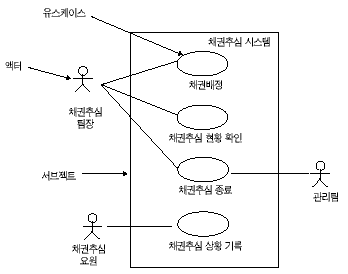 유스케이스
채권추심 시스템
액터
채권배정
채권추심
팀장
채권추심 현황 확인
서브젝트
채권추심 종료
관리팀
채권추심
요원
채권추심 상황 기록